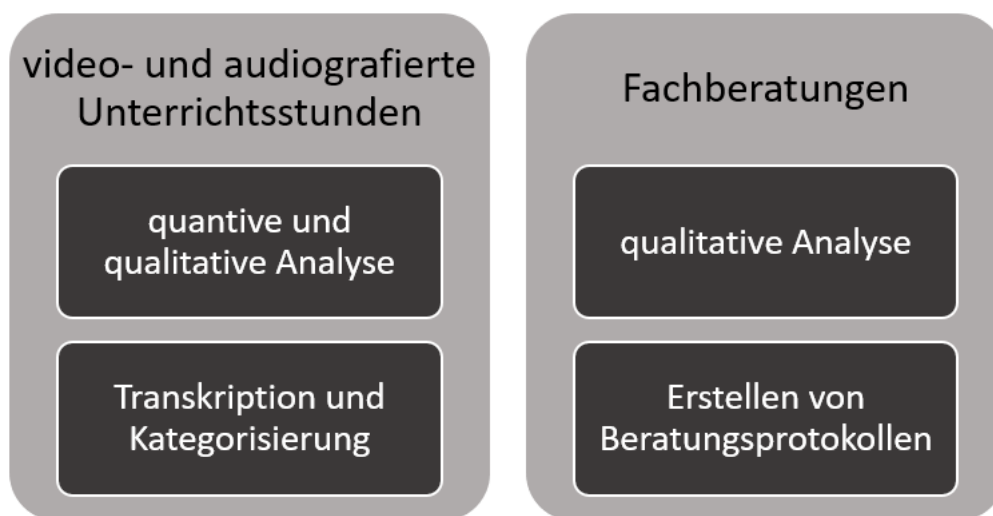 video- und audiografierte
Unterrichtsstunden
quantive und
qualitative Analyse
Transkription und
Kategorisierung
Fachberatungen
qualitative Analyse
Erstellen von
Beratungsprotokollen